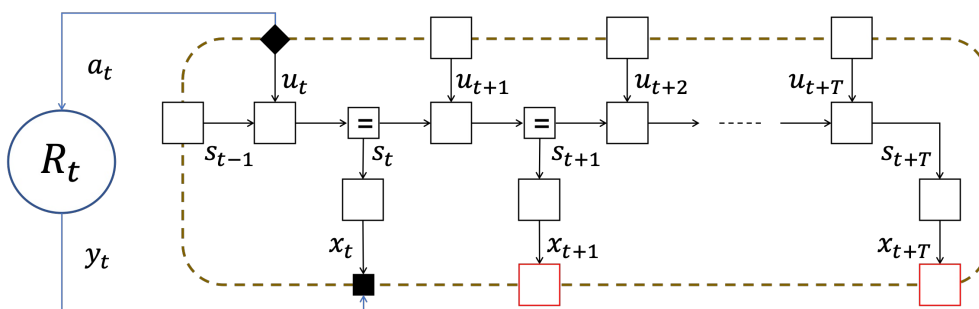 a_t
u_t
u_{t+1}
u_{t+2}
u_{t+T}
R_t
=
=
s_{t-1}
s_t
s_{t+1}
s_{t+T}
y_t
x_t
x_{t+1}
x_{t+T}